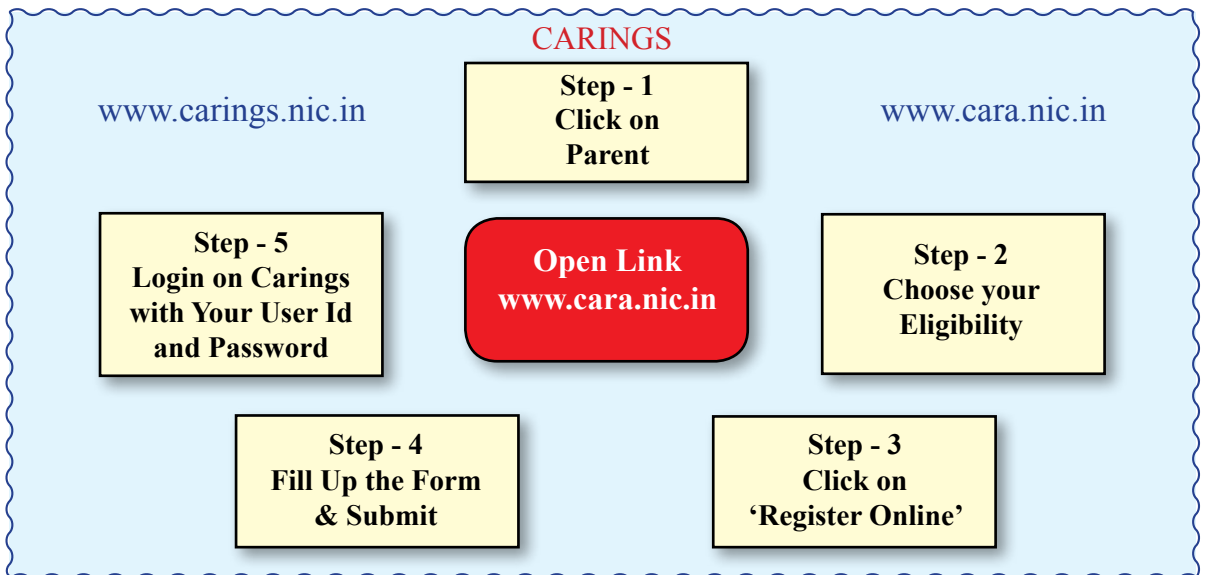 CARINGS
www.carings.nic.in
www.cara.nic.in
Step - 1
Click on
Parent
Open Link
www.cara.nic.in
Step - 2
Choose your
Eligibility
Step - 3
Click on
‘Register Online’
Step - 4
Fill Up the Form
& Submit
Step - 5
Login on Carings
with Your User Id
and Password